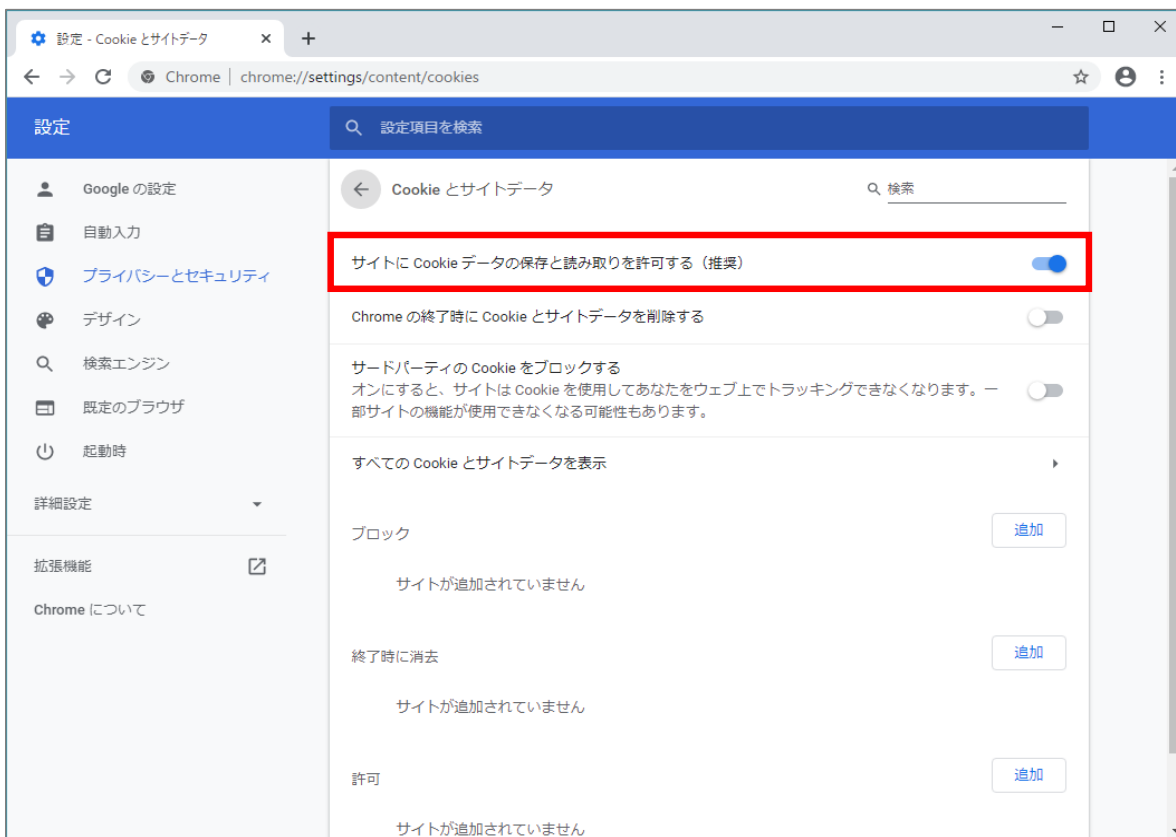 設定 - Cookie とサイトデータ
Chrome | chrome://settings/content/cookies
設定
設定項目を検索
Google の設定
自動入力
プライバシーとセキュリティ
デザイン
検索エンジン
既定のブラウザ
起動時
詳細設定
拡張機能
Chrome について
Cookie とサイトデータ
検索
サイトに Cookie データの保存と読み取りを許可する（推奨）
Chrome の終了時に Cookie とサイトデータを削除する
サードパーティの Cookie をブロックする
オンにすると、サイトは Cookie を使用してあなたをウェブ上でトラッキングできなくなります。一
部サイトの機能が使用できなくなる可能性もあります。
すべての Cookie とサイトデータを表示
ブロック
追加
サイトが追加されていません
終了時に消去
追加
サイトが追加されていません
許可
追加
サイトが追加されていません